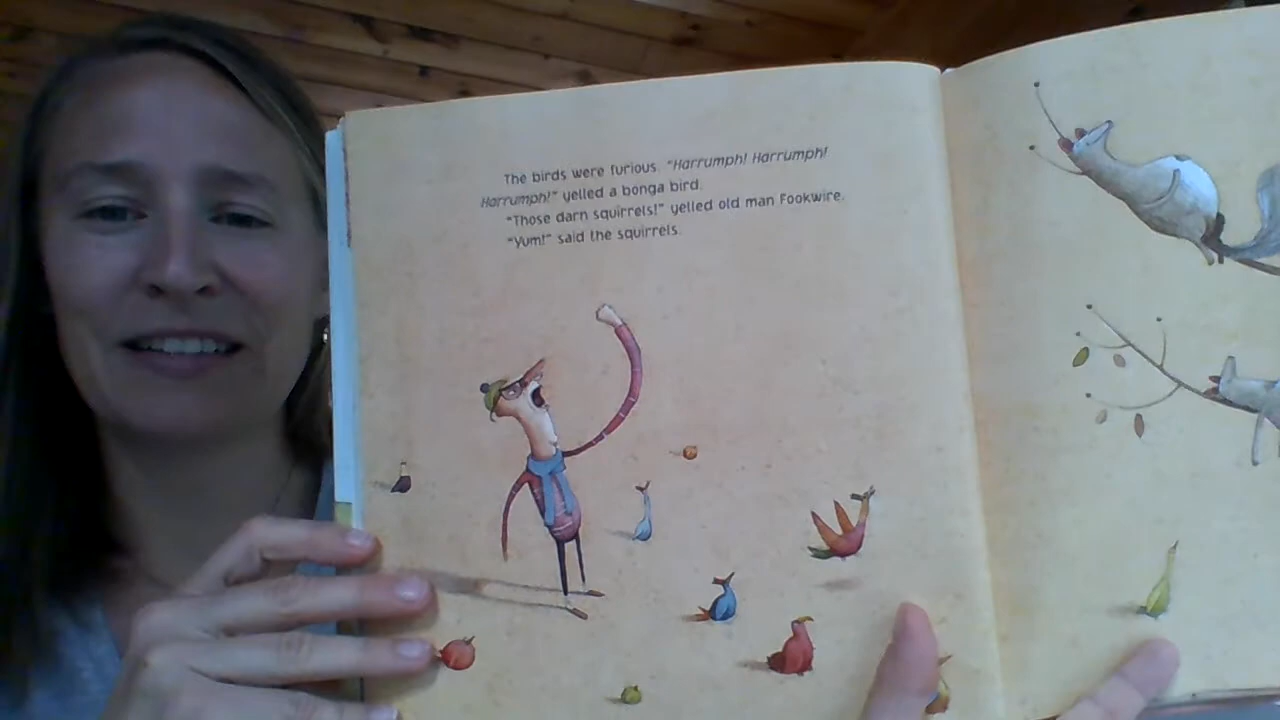 The birds were furious. "Harrumph! Harrumph!
Harrumph!" yelled a bonga bird.
"Those darn squirrels!" yelled old man Fookwire.
"Yum!" said the squirrels.